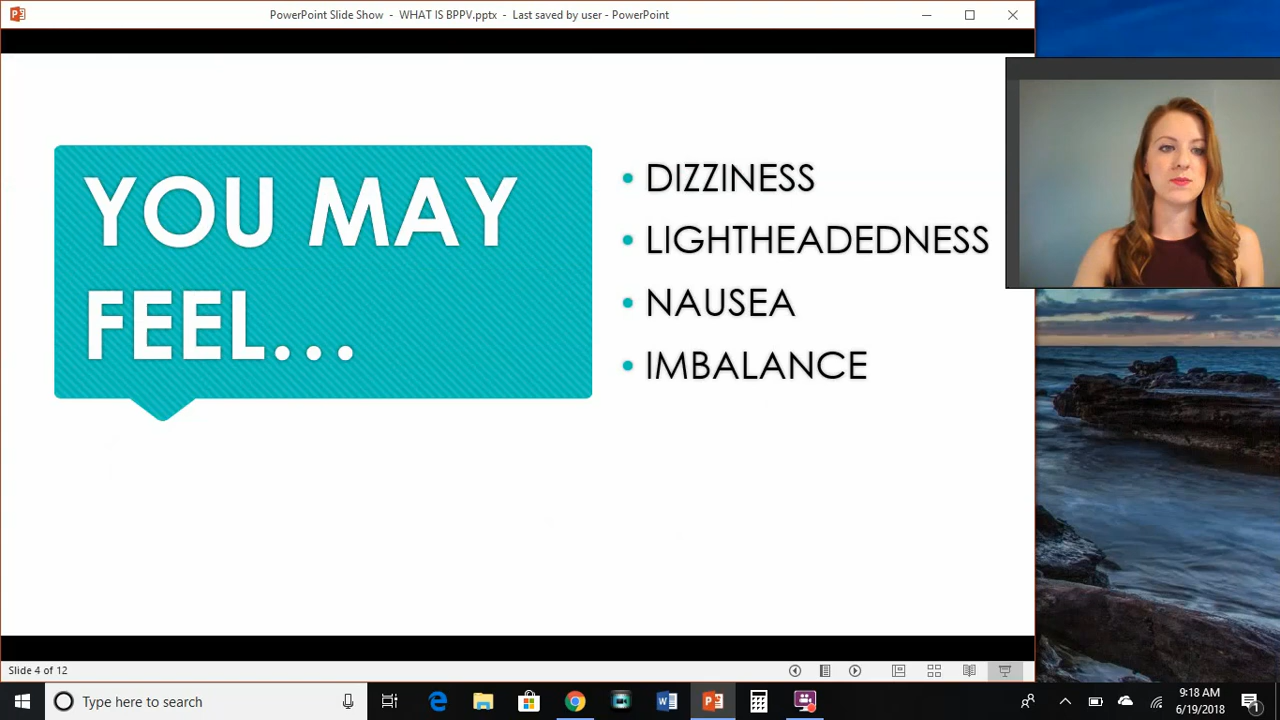 PowerPoint Slide Show - WHAT IS BPPV.pptx - Last saved by user - PowerPoint
YOU MAY
FEEL...
• DIZZINESS
• LIGHTHEADEDNESS
• NAUSEA
• IMBALANCE
Slide 4 of 12
Type here to search
9:18 AM
6/19/2018
1